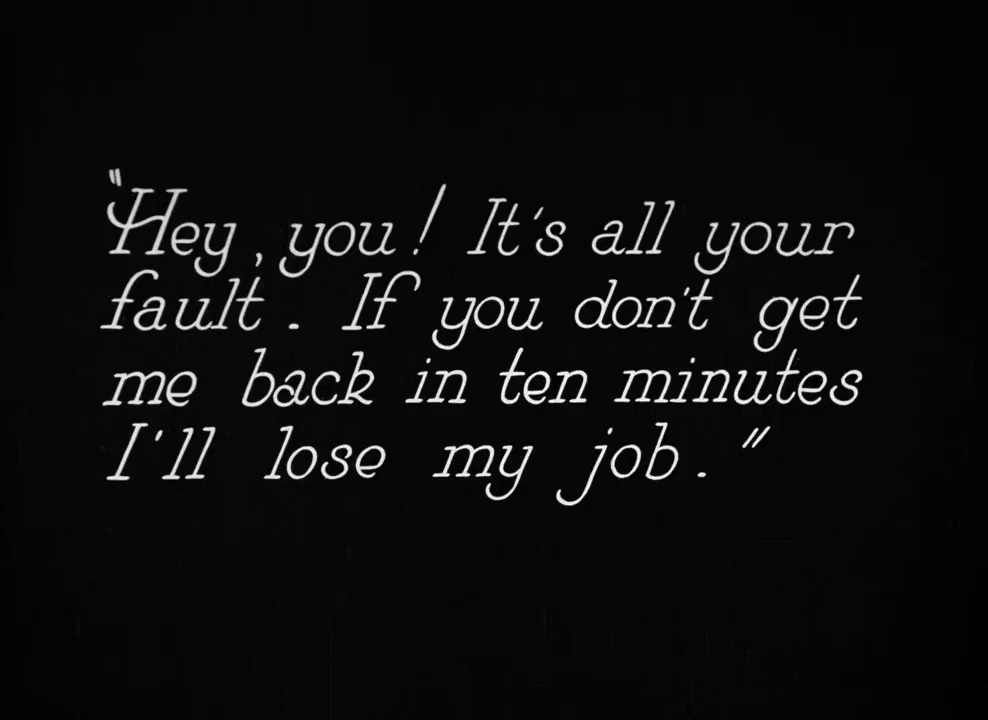 "Hey, you! It's all your
fault. If you don't get
me back in ten minutes
I'll lose my job."